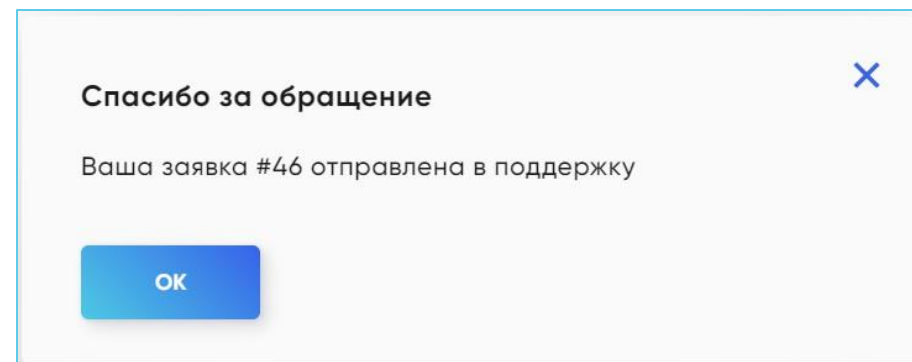 Спасибо за обращение
Ваша заявка #46 отправлена в поддержку
ОК